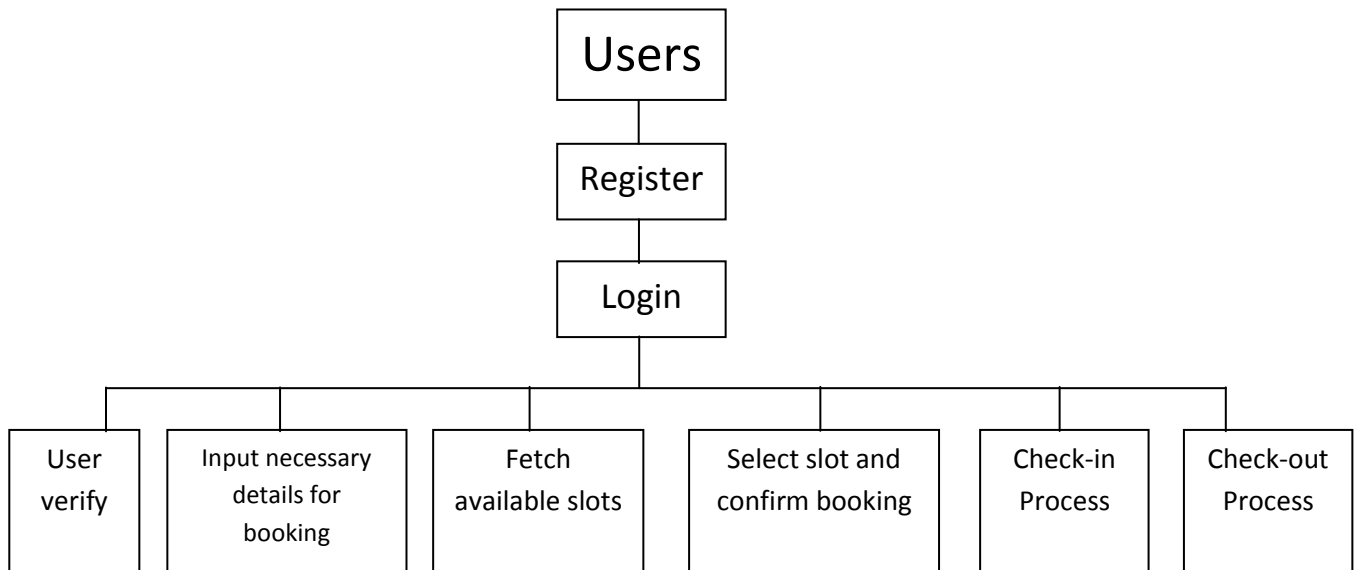 Users
Register
Login
User
verify
Input necessary
details for
booking
Fetch
available slots
Select slot and
confirm booking
Check-in
Process
Check-out
Process